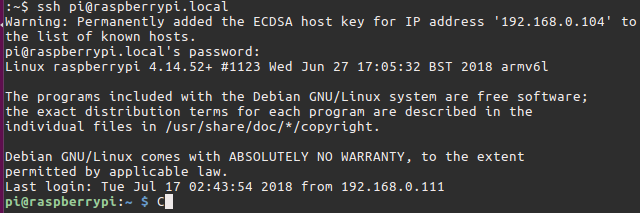 :~$ ssh pi@raspberrypi.local
Warning: Permanently added the ECDSA host key for IP address '192.168.0.104' to
the list of known hosts.
pi@raspberrypi.local's password:
Linux raspberrypi 4.14.52+ #1123 Wed Jun 27 17:05:32 BST 2018 armv6l

The programs included with the Debian GNU/Linux system are free software;
the exact distribution terms for each program are described in the
individual files in /usr/share/doc/*/copyright.

Debian GNU/Linux comes with ABSOLUTELY NO WARRANTY, to the extent
permitted by applicable law.
Last login: Tue Jul 17 02:43:54 2018 from 192.168.0.111
pi@raspberrypi:~ $ C